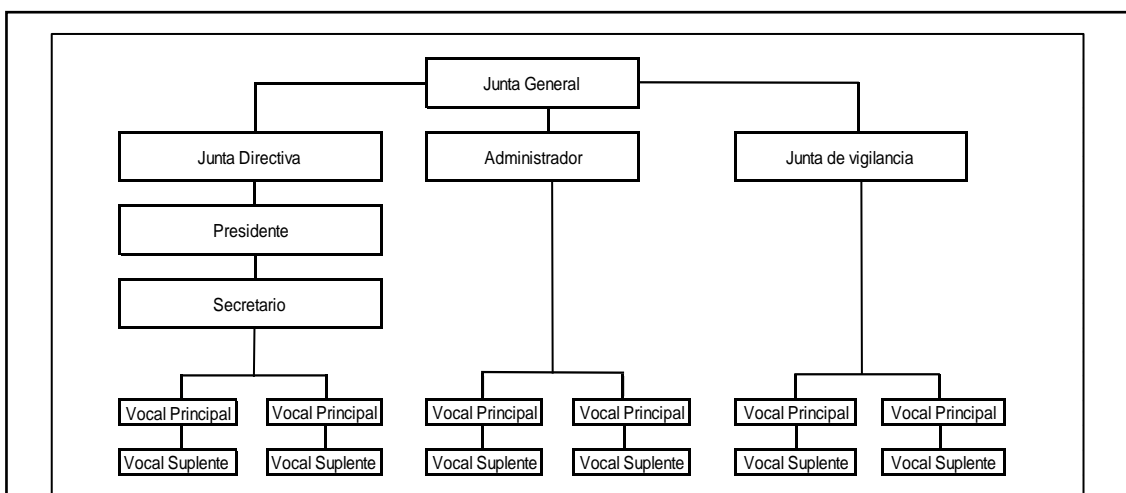 Junta General
Junta Directiva
Administrador
Junta de vigilancia
Presidente
Secretario
Vocal Principal
Vocal Principal
Vocal Principal
Vocal Principal
Vocal Principal
Vocal Principal
Vocal Suplente
Vocal Suplente
Vocal Suplente
Vocal Suplente
Vocal Suplente
Vocal Suplente